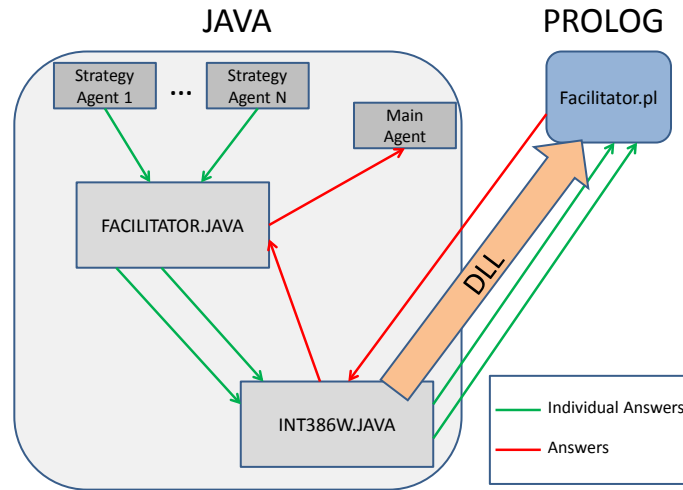 JAVA
PROLOG
Strategy
Agent 1
...
Strategy
Agent N
Main
Agent
Facilitator.pl
FACILITATOR.JAVA
DLL
INT386W.JAVA
Individual Answers
Answers